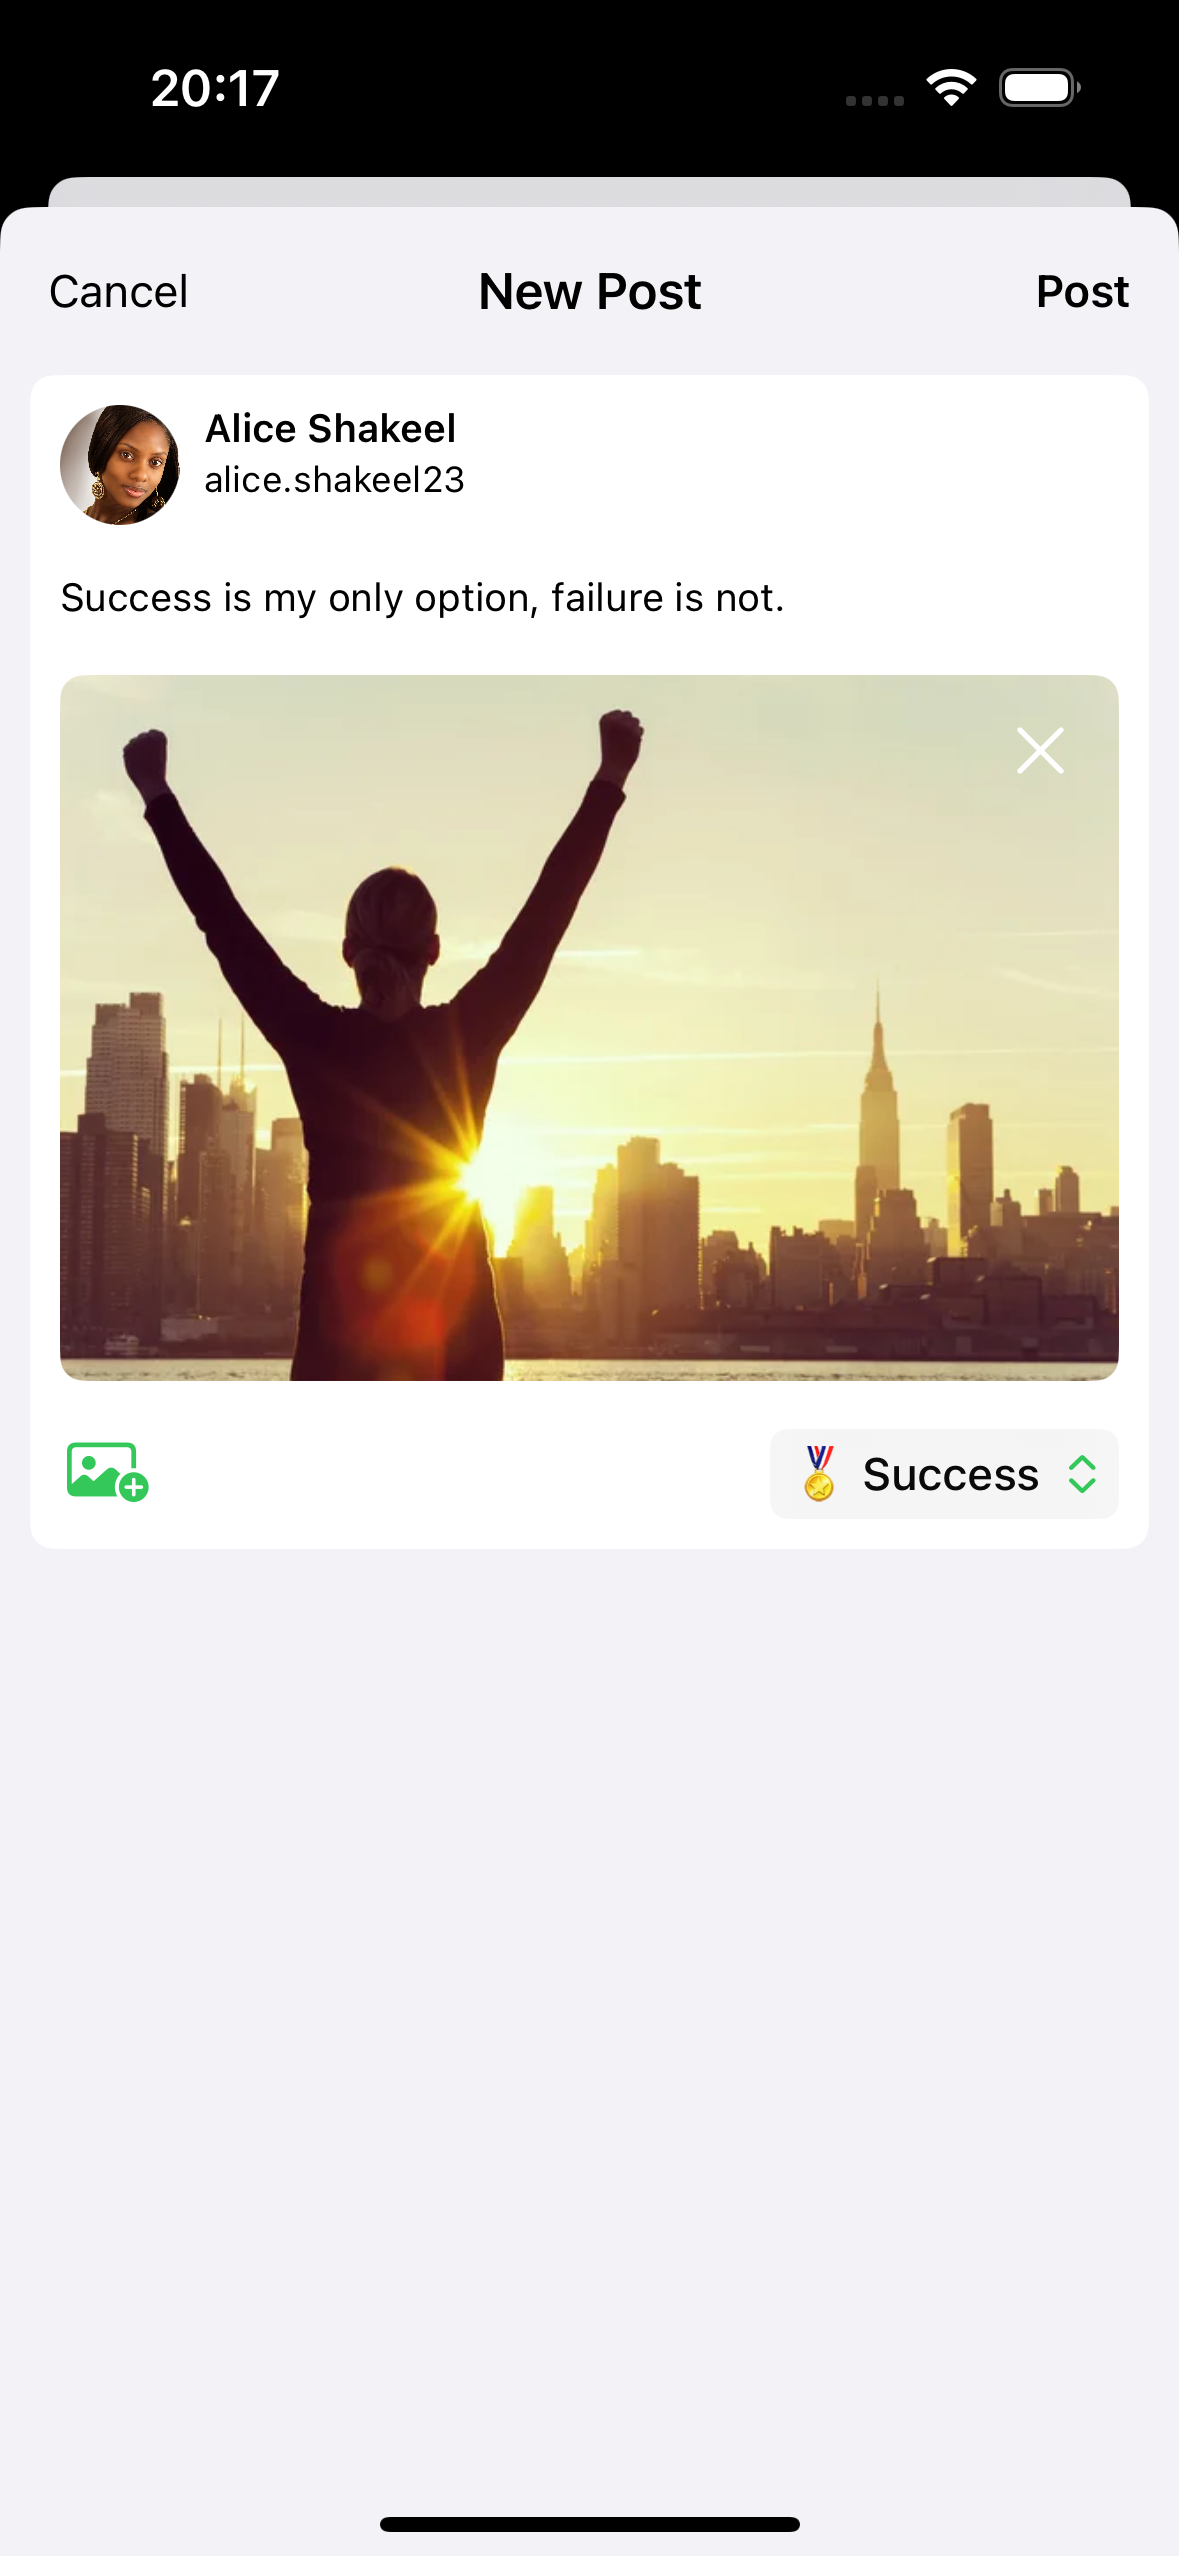 20:17
Cancel New Post Post
Alice Shakeel
alice.shakeel23
Success is my only option, failure is not.
Success